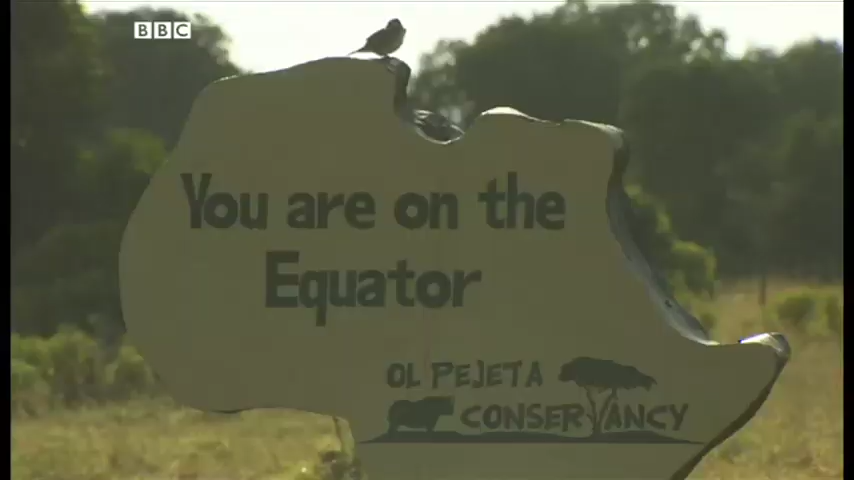 BBC
You are on the
Equator
OL PEJETA
CONSERVANCY